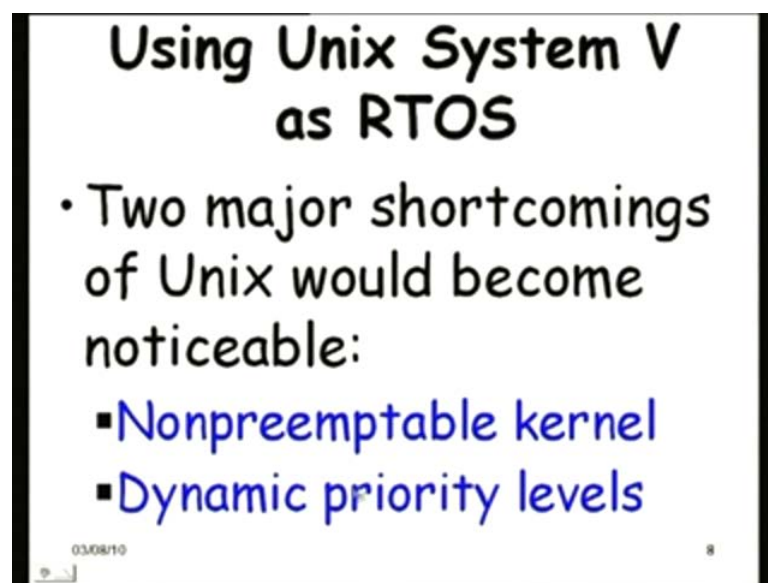 Using Unix System V
as RTOS
• Two major shortcomings
of Unix would become
noticeable:
▪Nonpreemptable kernel
▪Dynamic priority levels
03/08/10
8